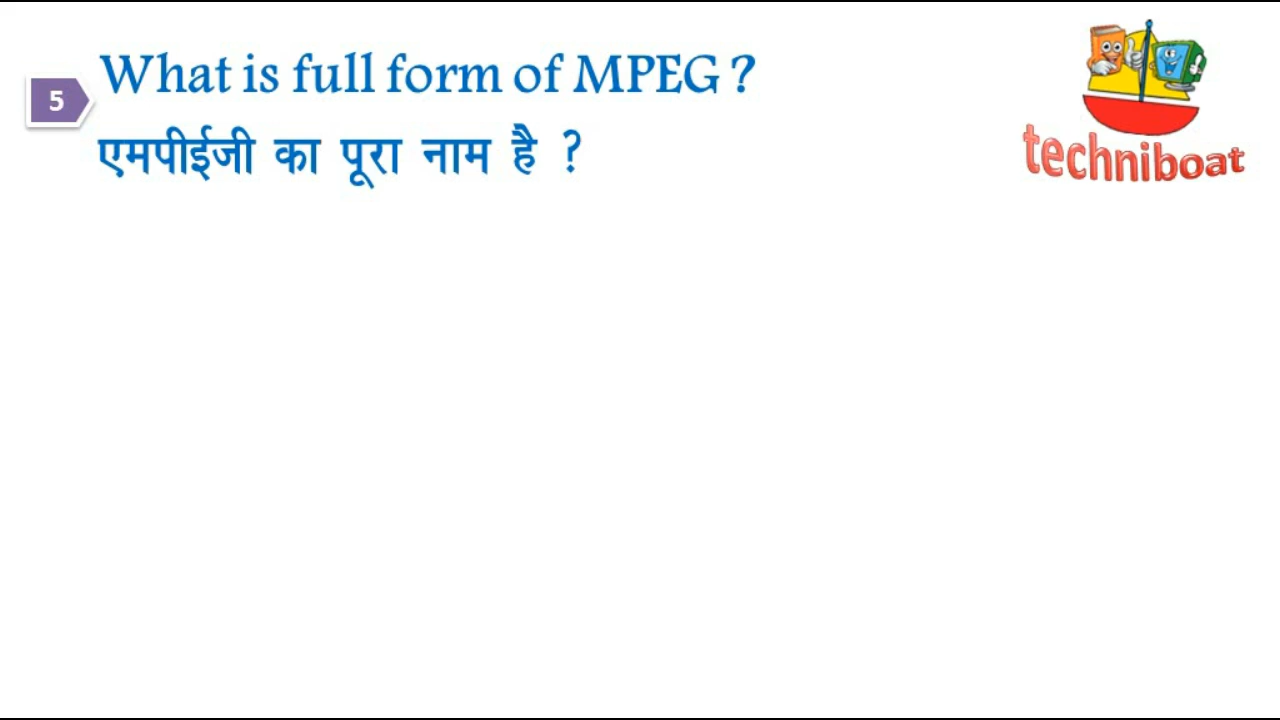 5
What is full form of MPEG ?
एमपीईजी का पूरा नाम है ?
techniboat